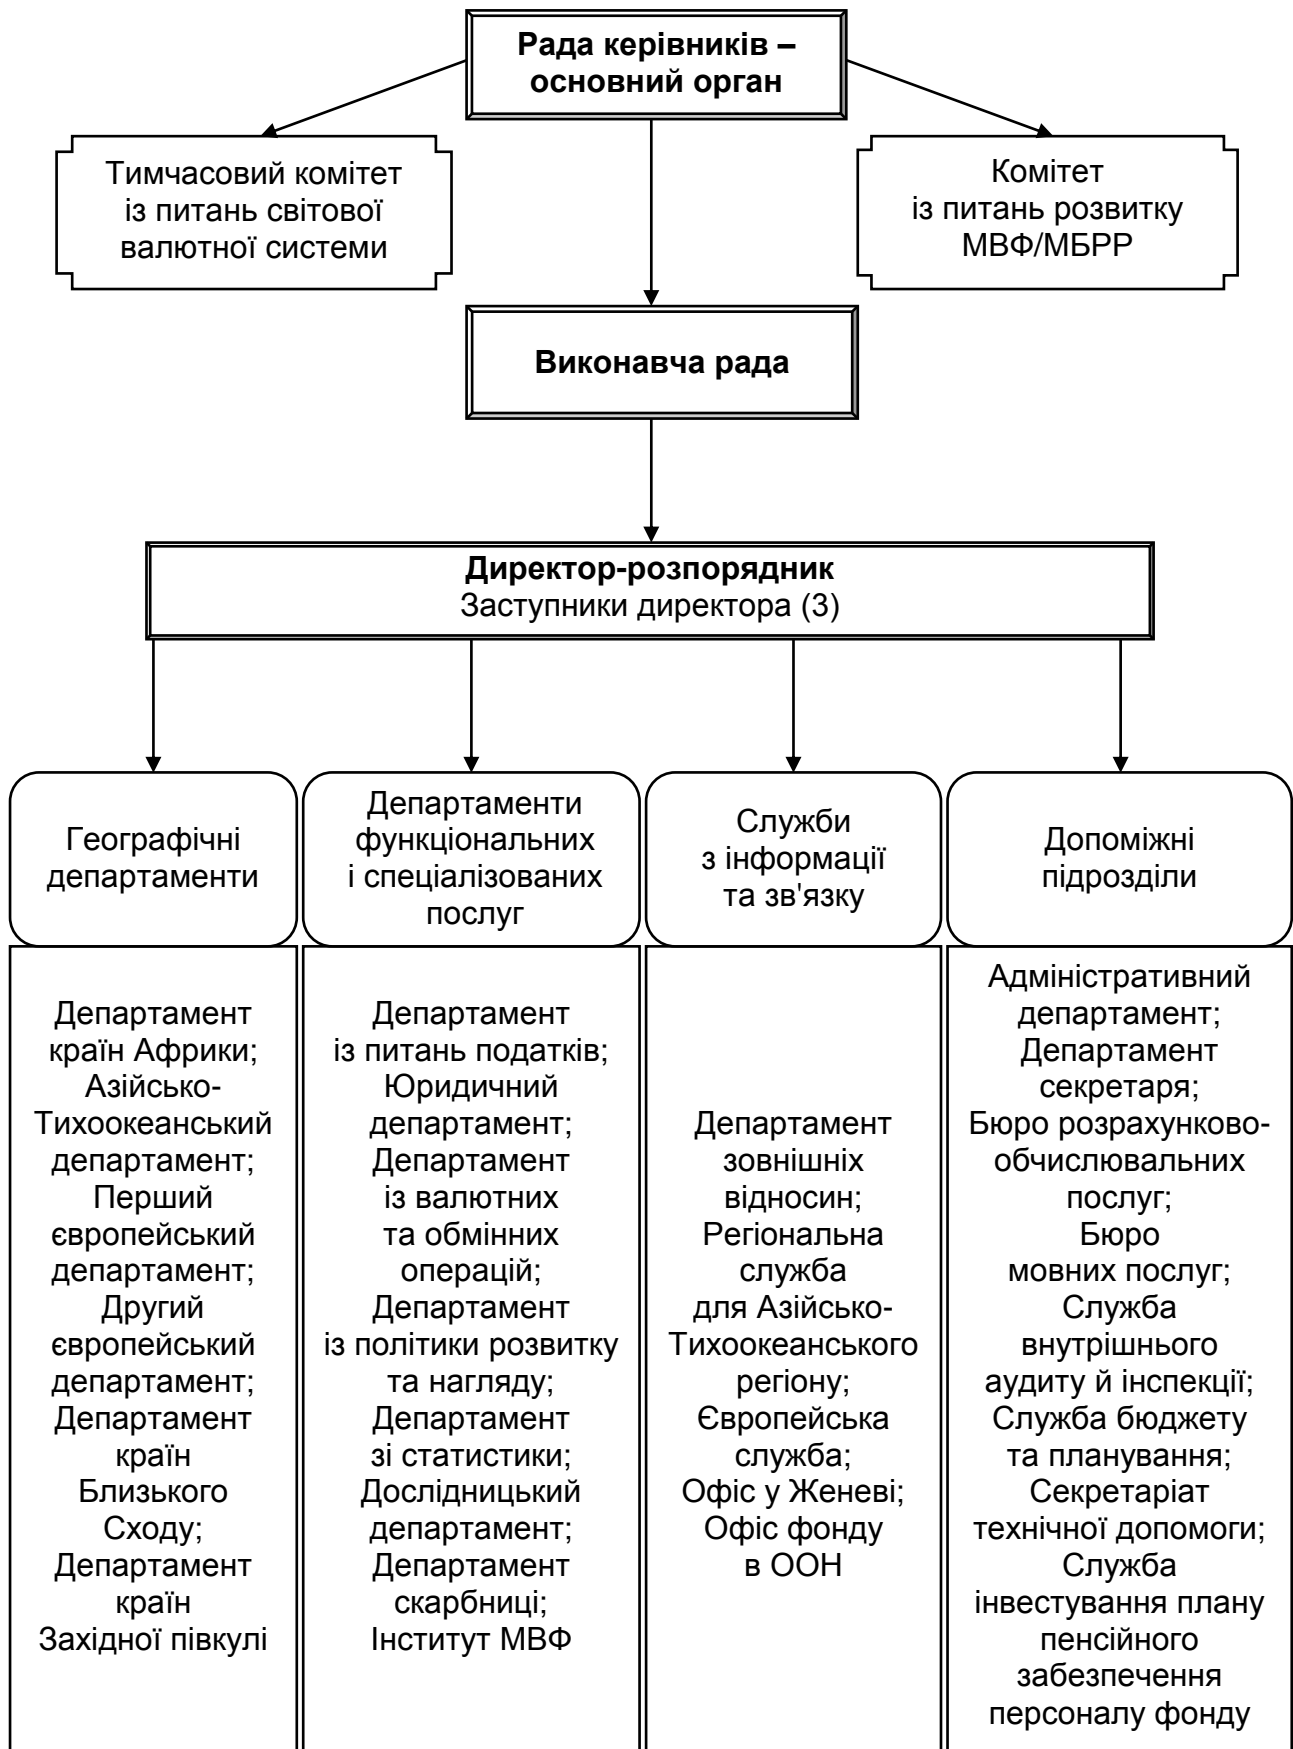 Рада керівників –
основний орган
Тимчасовий комітет
із питань світової
валютної системи
Комітет
із питань розвитку
МВФ/МБРР
Виконавча рада
Директор-розпорядник
Заступники директора (3)
Географічні
департаменти
Департаменти
функціональних
і спеціалізованих
послуг
Служби
з інформації
та зв'язку
Допоміжні
підрозділи
Департамент
країн Африки;
Азійсько-
Тихоокеанський
департамент;
Перший
європейський
департамент;
Другий
європейський
департамент;
Департамент
країн
Близького
Сходу;
Департамент
країн
Західної півкулі
Департамент
із питань податків;
Юридичний
департамент;
Департамент
із валютних
та обмінних
операцій;
Департамент
із політики розвитку
та нагляду;
Департамент
зі статистики;
Дослідницький
департамент;
Департамент
скарбниці;
Інститут МВФ
Департамент
зовнішніх
відносин;
Регіональна
служба
для Азійсько-
Тихоокеанського
регіону;
Європейська
служба;
Офіс у Женеві;
Офіс фонду
в ООН
Адміністративний
департамент;
Департамент
секретаря;
Бюро розрахунково-
обчислювальних
послуг;
Бюро
мовних послуг;
Служба
внутрішнього
аудиту й інспекції;
Служба бюджету
та планування;
Секретаріат
технічної допомоги;
Служба
інвестування плану
пенсійного
забезпечення
персоналу фонду